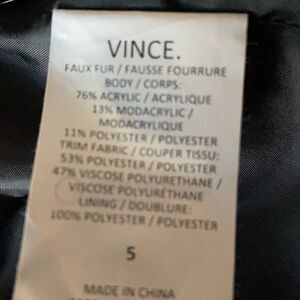 VINCE.
FAUX FUR / FAUSSE FOURRURE
BODY / CORPS:
76% ACRYLIC / ACRYLIQUE
13% MODACRYLIC /
MODACRYLIQUE
11% POLYESTER / POLYESTER
TRIM FABRIC / COUPER TISSU:
53% POLYESTER / POLYESTER
47% VISCOSE POLYURETHANE /
VISCOSE POLYURÉTHANE
LINING / DOUBLURE:
100% POLYESTER / POLYESTER
5
MADE IN CHINA